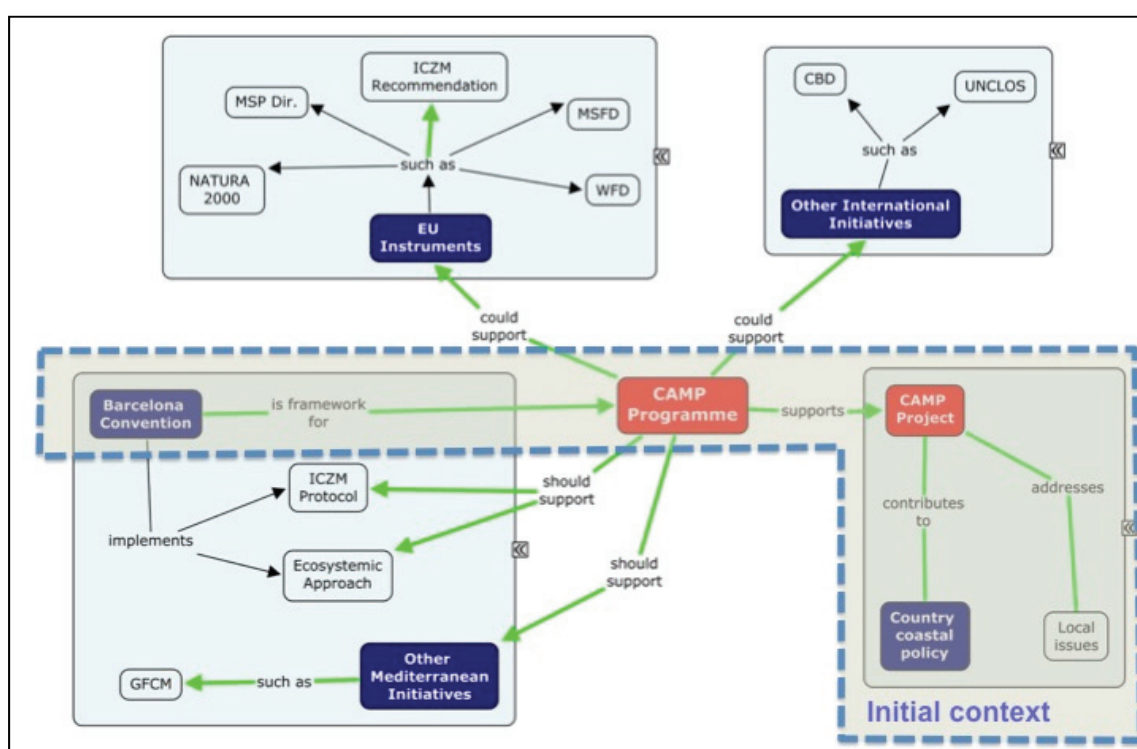 ICZM
Recommendation
MSP Dir.
MSFD
such as
NATURA
2000
WFD
EU
Instruments
CBD
UNCLOS
such as
Other International
Initiatives
could
support
could
support
Barcelona
Convention
is framework
for
CAMP
Programme
supports
CAMP
Project
ICZM
Protocol
should
support
implements
Ecosystemic
Approach
should
support
contributes
to
addresses
Country
coastal
policy
Local
issues
GFCM
such as
Other
Mediterranean
Initiatives
Initial context